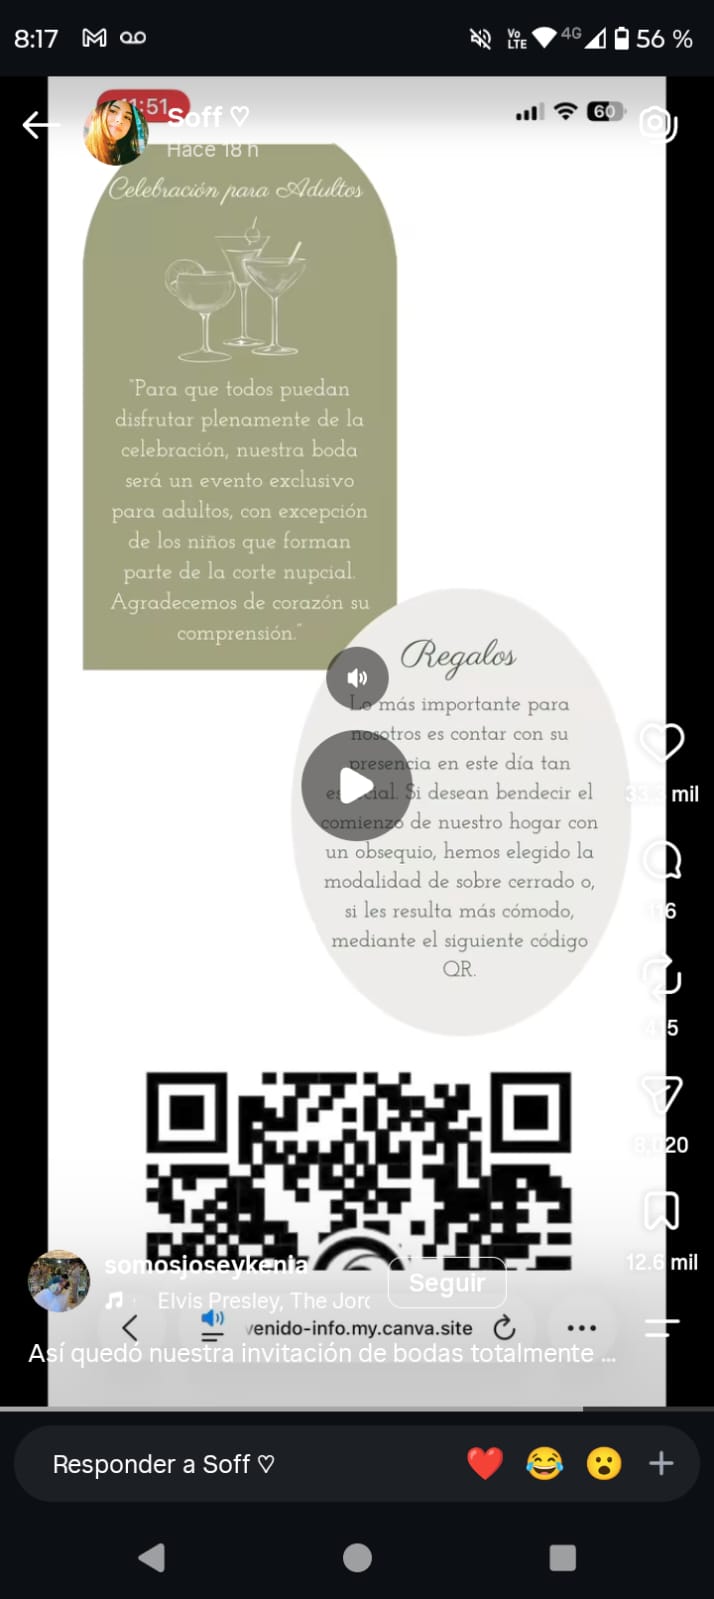 8:17
Vo
LTE
4G
56 %
:51
60
Soff ♡
Hace 18 h
Celebración para Adultos
"Para que todos puedan
disfrutar plenamente de la
celebración, nuestra boda
será un evento exclusivo
para adultos, con excepción
de los niños que forman
parte de la corte nupcial.
Agradecemos de corazón su
comprensión."
Regalos
Lo más importante para
nosotros es contar con su
presencia en este día tan
especial. Si desean bendecir el
comienzo de nuestro hogar con
un obsequio, hemos elegido la
modalidad de sobre cerrado o,
si les resulta más cómodo,
mediante el siguiente código
QR.
mil
12.6 mil
somosjoseykenia
Seguir
Elvis Presley, The Jor
venido-info.my.canva.site
Así quedó nuestra invitación de bodas totalmente ...
Responder a Soff ♡